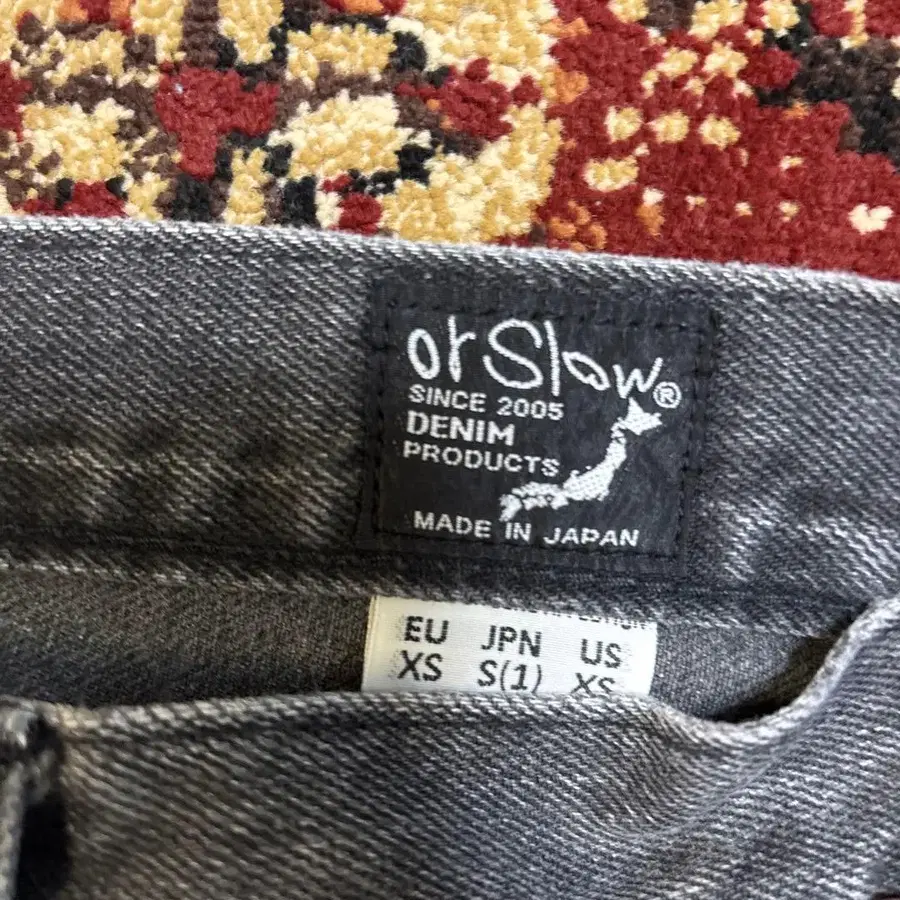 orSlow®
SINCE 2005
DENIM
PRODUCTS
MADE IN JAPAN
EU JPN US
XS S(1) XS